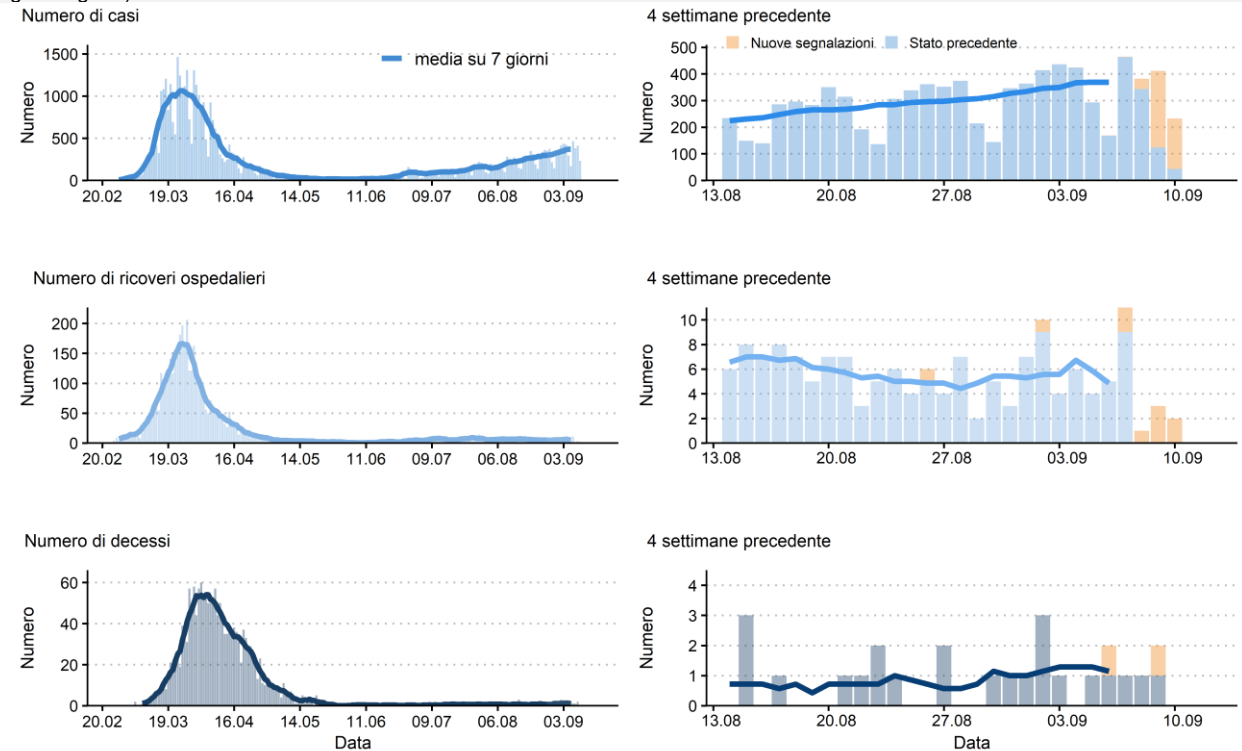 Numero di casi
4 settimane precedente
1500
1000
500
0
Numero
media su 7 giorni
20.02 19.03 16.04 14.05 11.06 09.07 06.08 03.09
500
400
300
200
100
0
Numero
Nuove segnalazioni Stato precedente
13.08 20.08 27.08 03.09 10.09
Numero di ricoveri ospedalieri
4 settimane precedente
200
150
100
50
0
Numero
20.02 19.03 16.04 14.05 11.06 09.07 06.08 03.09
10
8
6
4
2
0
Numero
13.08 20.08 27.08 03.09 10.09
Numero di decessi
4 settimane precedente
60
40
20
0
Numero
20.02 19.03 16.04 14.05 11.06 09.07 06.08 03.09
Data
4
3
2
1
0
Numero
13.08 20.08 27.08 03.09 10.09
Data